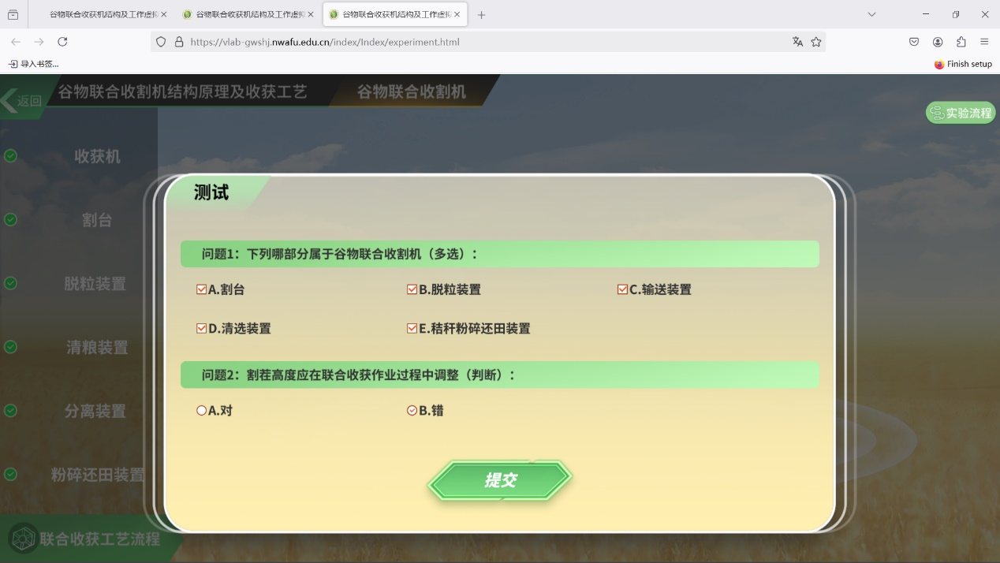 谷物联合收获机结构及工作虚拟
谷物联合收获机结构及工作虚拟
谷物联合收获机结构及工作虚拟
https://vlab-gwshj.nwafu.edu.cn/index/Index/experiment.html
导入书签...
Finish setup
返回
谷物联合收割机结构原理及收获工艺
谷物联合收割机
实验流程
收获机
割台
脱粒装置
清粮装置
分离装置
粉碎还田装置
联合收获工艺流程
测试
问题1：下列哪部分属于谷物联合收割机（多选）：
A.割台
B.脱粒装置
C.输送装置
D.清选装置
E.秸秆粉碎还田装置
问题2：割茬高度应在联合收获作业过程中调整（判断）：
A.对
B.错
提交